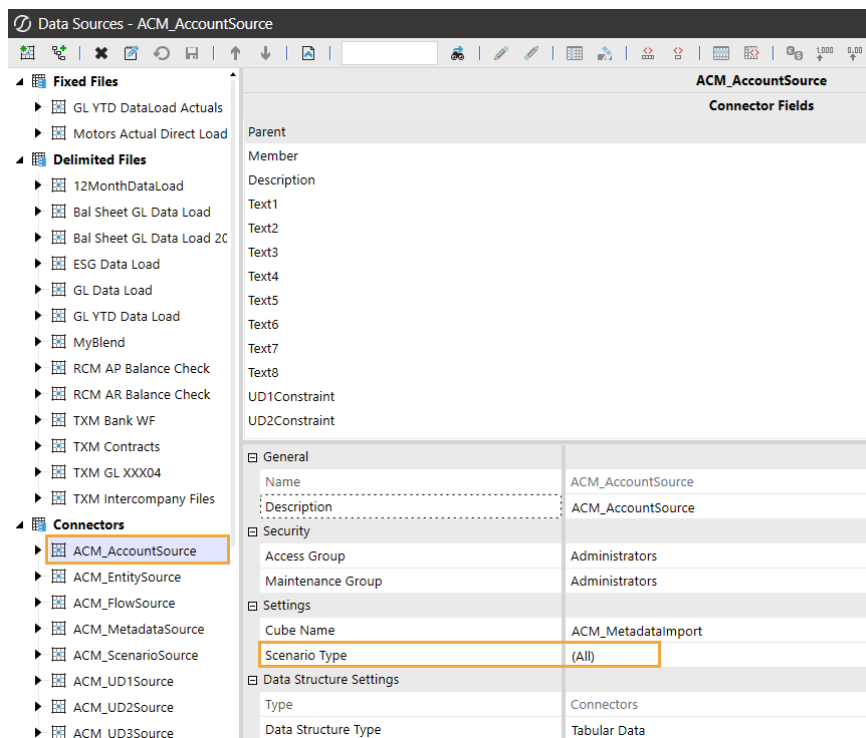 Data Sources - ACM_AccountSource
1,000 0.00
Fixed Files
GL YTD DataLoad Actuals
Motors Actual Direct Load
Delimited Files
12MonthDataLoad
Bal Sheet GL Data Load
Bal Sheet GL Data Load 20
ESG Data Load
GL Data Load
GL YTD Data Load
MyBlend
RCM AP Balance Check
RCM AR Balance Check
TXM Bank WF
TXM Contracts
TXM GL XXX04
TXM Intercompany Files
Connectors
ACM_AccountSource
ACM_EntitySource
ACM_FlowSource
ACM_MetadataSource
ACM_ScenarioSource
ACM_UD1Source
ACM_UD2Source
ACM_UD3Source
ACM_AccountSource
Connector Fields
Parent
Member
Description
Text1
Text2
Text3
Text4
Text5
Text6
Text7
Text8
UD1Constraint
UD2Constraint
General
Name ACM_AccountSource
Description ACM_AccountSource
Security
Access Group Administrators
Maintenance Group Administrators
Settings
Cube Name ACM_MetadataImport
Scenario Type (All)
Data Structure Settings
Type Connectors
Data Structure Type Tabular Data